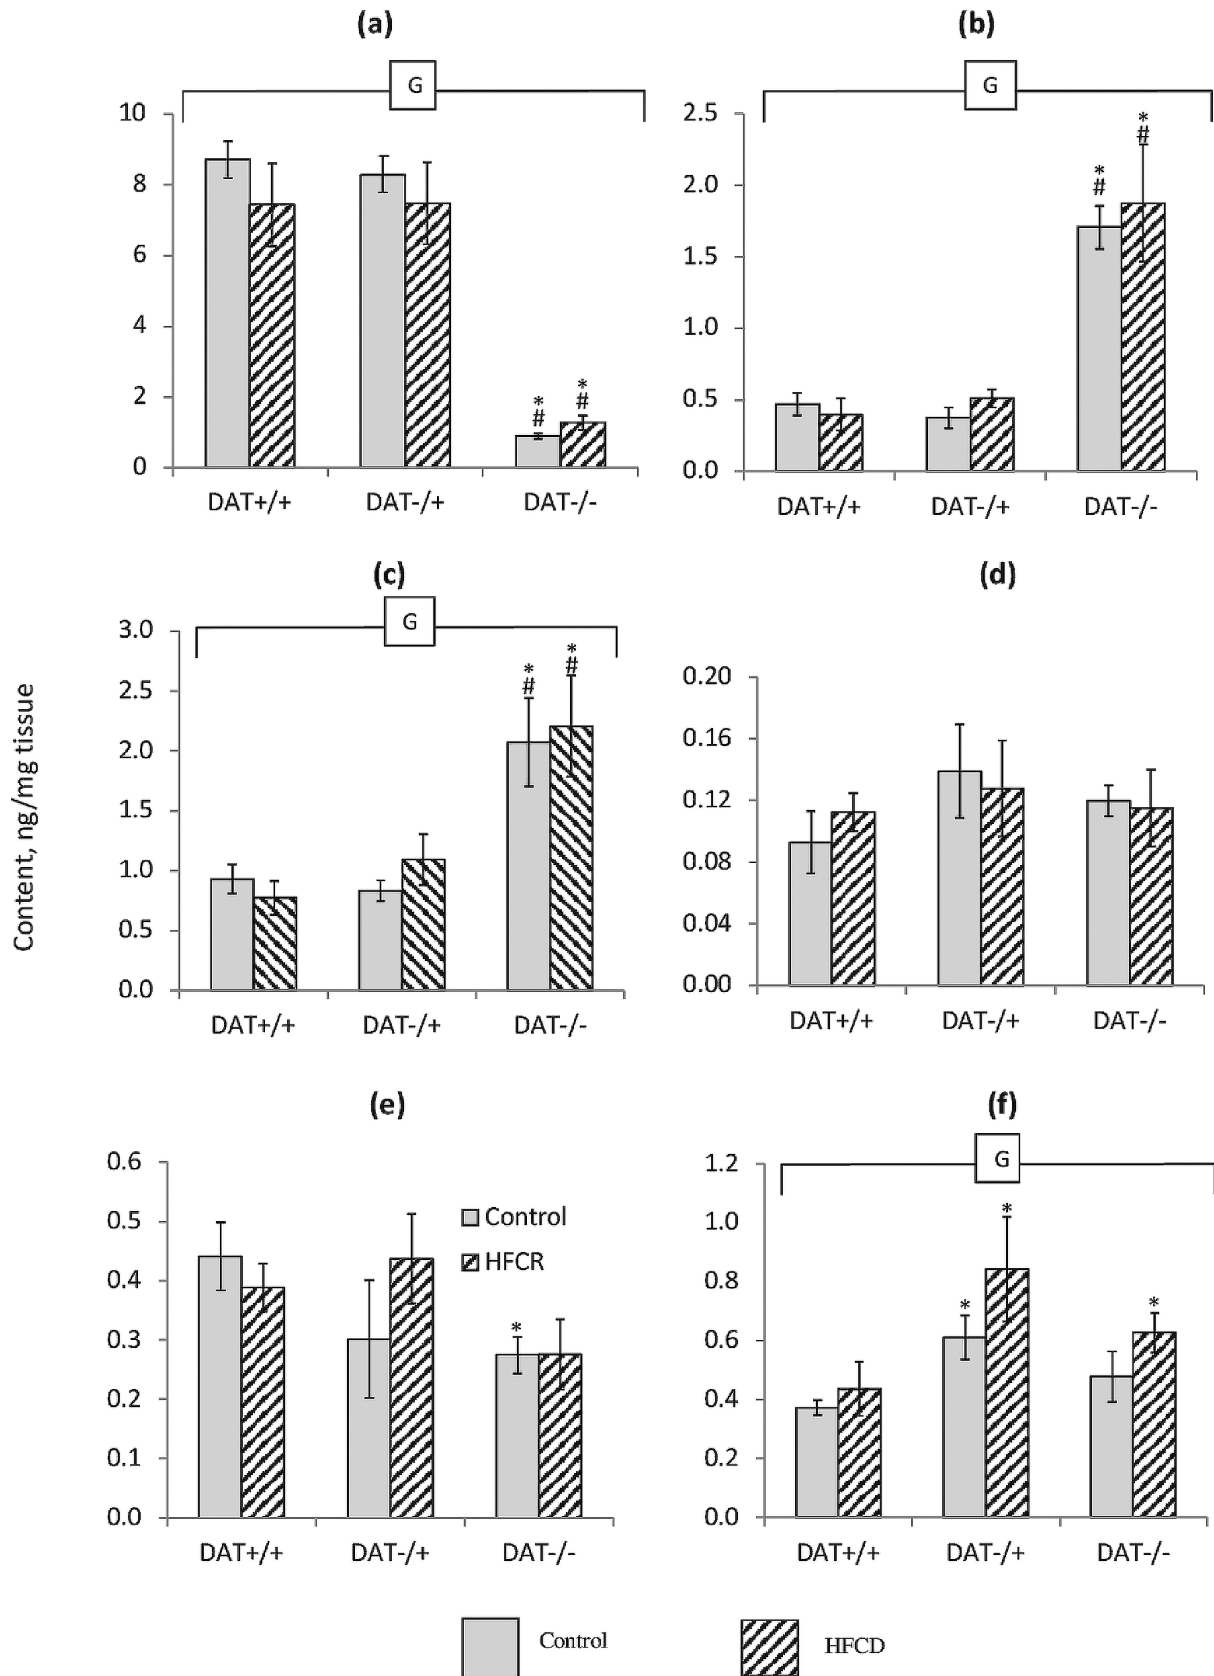 (a)
(b)
G
G
10
8
6
4
2
0
*
#
*
#
DAT+/+
DAT-/+
DAT-/-
2.5
2.0
1.5
1.0
0.5
0.0
*
#
*
#
DAT+/+
DAT-/+
DAT-/-
Content, ng/mg tissue
(c)
(d)
G
3.0
2.5
2.0
1.5
1.0
0.5
0.0
*
#
*
#
DAT+/+
DAT-/+
DAT-/-
0.20
0.16
0.12
0.08
0.04
0.00
DAT+/+
DAT-/+
DAT-/-
(e)
(f)
0.6
0.5
0.4
0.3
0.2
0.1
0.0
Control
HFCR
*
DAT+/+
DAT-/+
DAT-/-
G
1.2
1.0
0.8
0.6
0.4
0.2
0.0
*
*
*
DAT+/+
DAT-/+
DAT-/-
Control
HFCD